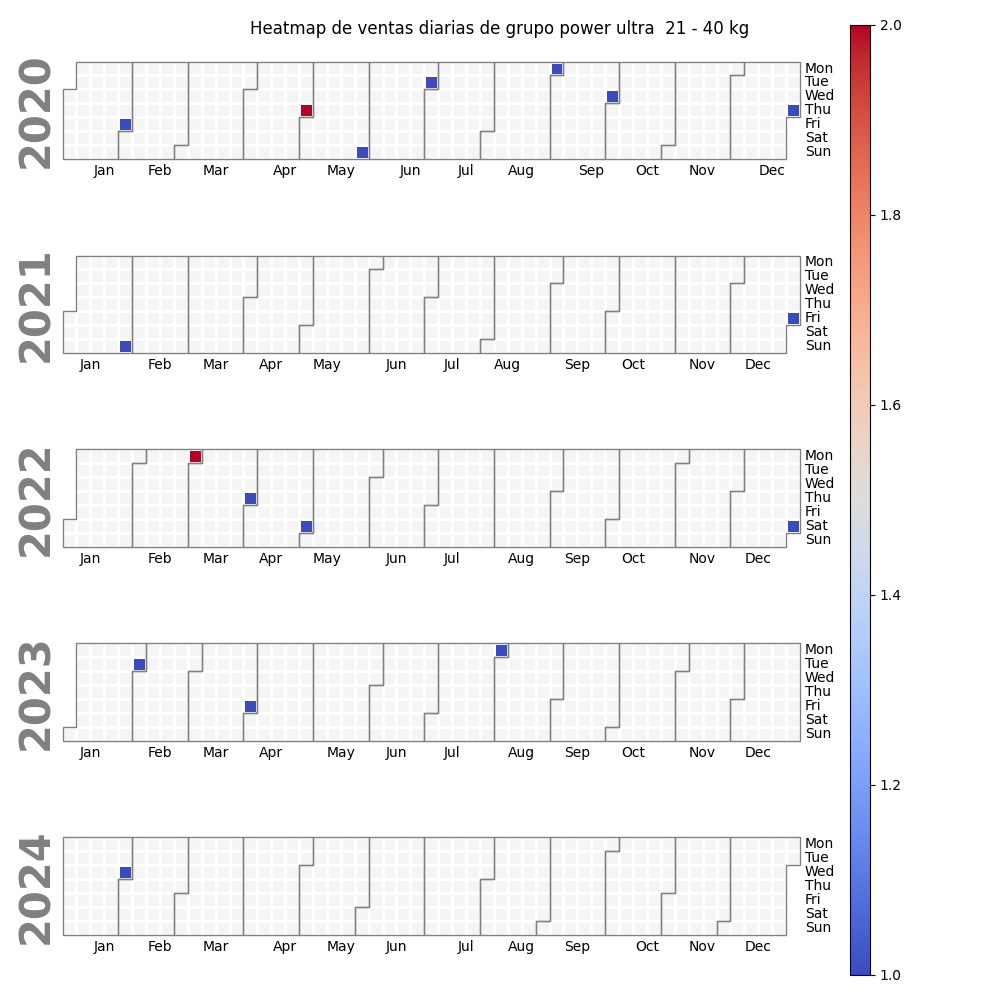 Heatmap de ventas diarias de grupo power ultra  21 - 40 kg
2020
Mon
Tue
Wed
Thu
Fri
Sat
Sun
Jan Feb Mar Apr May Jun Jul Aug Sep Oct Nov Dec
2021
Mon
Tue
Wed
Thu
Fri
Sat
Sun
Jan Feb Mar Apr May Jun Jul Aug Sep Oct Nov Dec
2022
Mon
Tue
Wed
Thu
Fri
Sat
Sun
Jan Feb Mar Apr May Jun Jul Aug Sep Oct Nov Dec
2023
Mon
Tue
Wed
Thu
Fri
Sat
Sun
Jan Feb Mar Apr May Jun Jul Aug Sep Oct Nov Dec
2024
Mon
Tue
Wed
Thu
Fri
Sat
Sun
Jan Feb Mar Apr May Jun Jul Aug Sep Oct Nov Dec
2.0
1.8
1.6
1.4
1.2
1.0